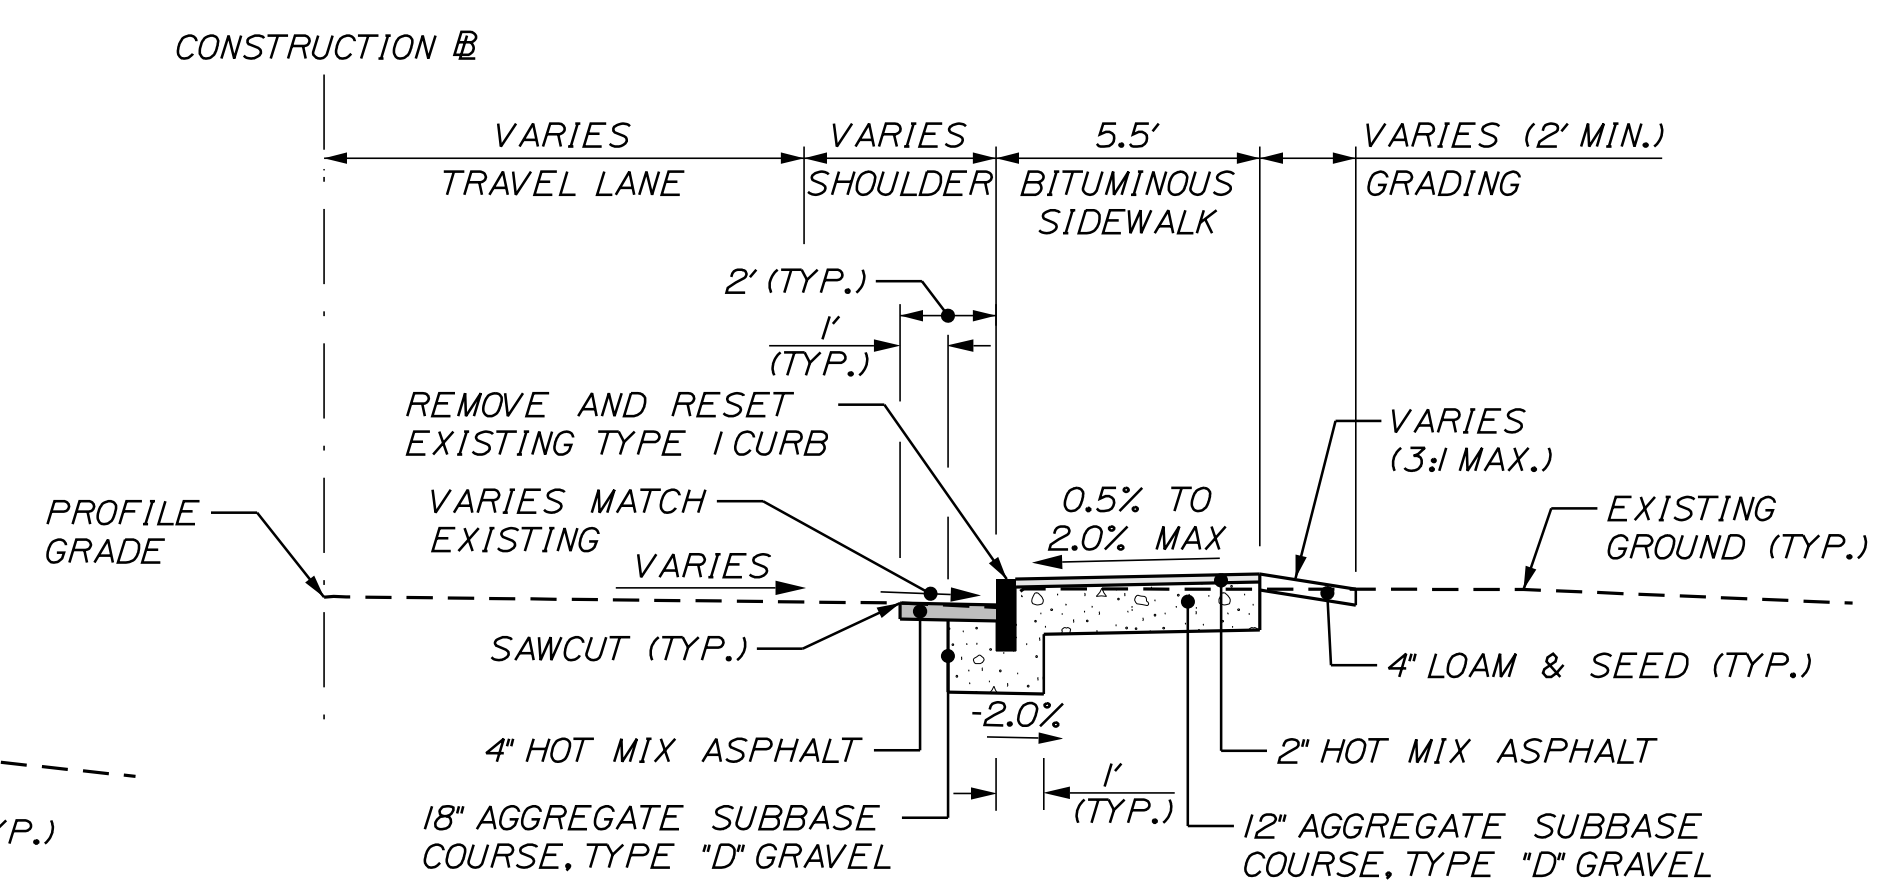 CONSTRUCTION BL
VARIES
TRAVEL LANE
VARIES
SHOULDER
5.5'
BITUMINOUS
SIDEWALK
VARIES (2' MIN.)
GRADING
2' (TYP.)
1'
(TYP.)
REMOVE AND RESET
EXISTING TYPE 1 CURB
VARIES
(3:1 MAX.)
VARIES MATCH
EXISTING
0.5% TO
2.0% MAX
PROFILE
GRADE
EXISTING
GROUND (TYP.)
VARIES
SAWCUT (TYP.)
4" LOAM & SEED (TYP.)
-2.0%
4" HOT MIX ASPHALT
2" HOT MIX ASPHALT
1'
(TYP.)
18" AGGREGATE SUBBASE
COURSE, TYPE "D" GRAVEL
12" AGGREGATE SUBBASE
COURSE, TYPE "D" GRAVEL
YP.)